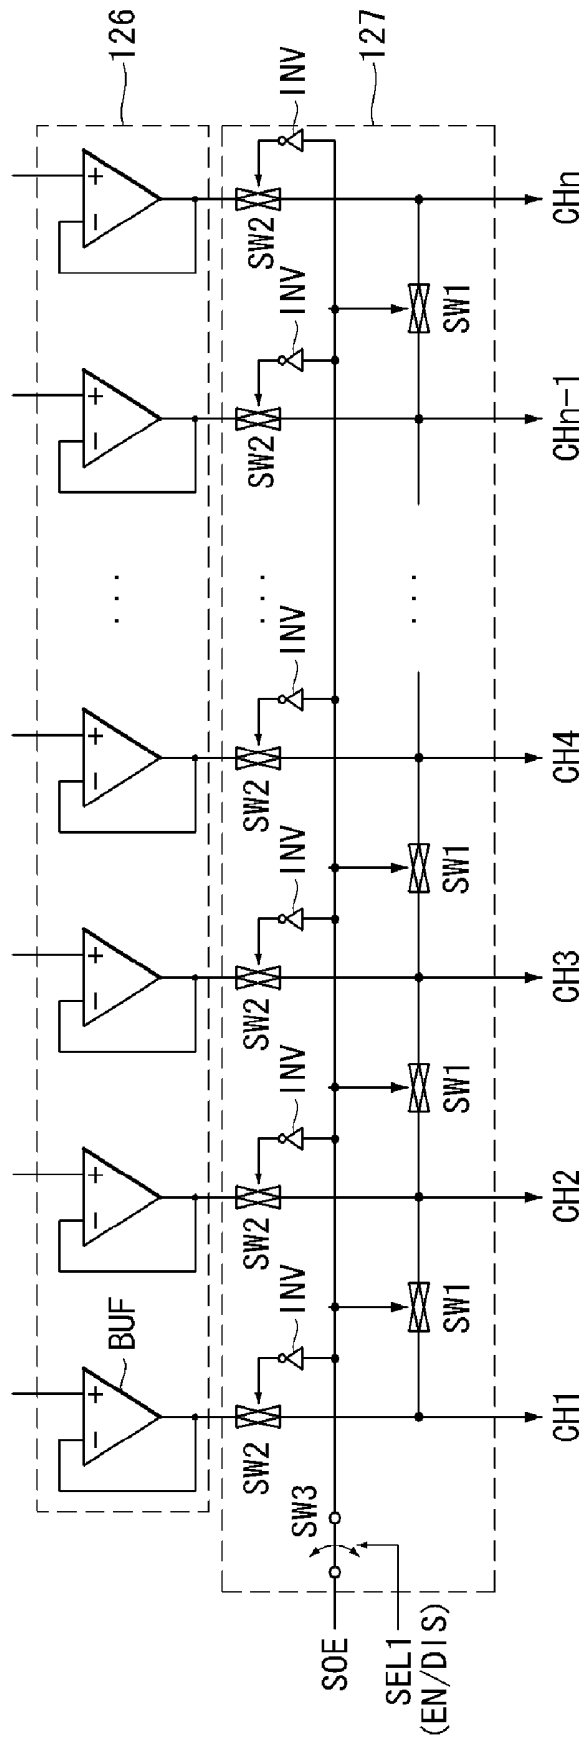 126
127
BUF
+
−
+
−
+
−
+
−
+
−
+
−
...
INV
INV
INV
INV
INV
INV
SW2
SW2
SW2
SW2
SW2
SW2
...
SW3
SOE
SEL1
(EN/DIS)
SW1
SW1
SW1
SW1
...
CH1
CH2
CH3
CH4
CHn-1
CHn